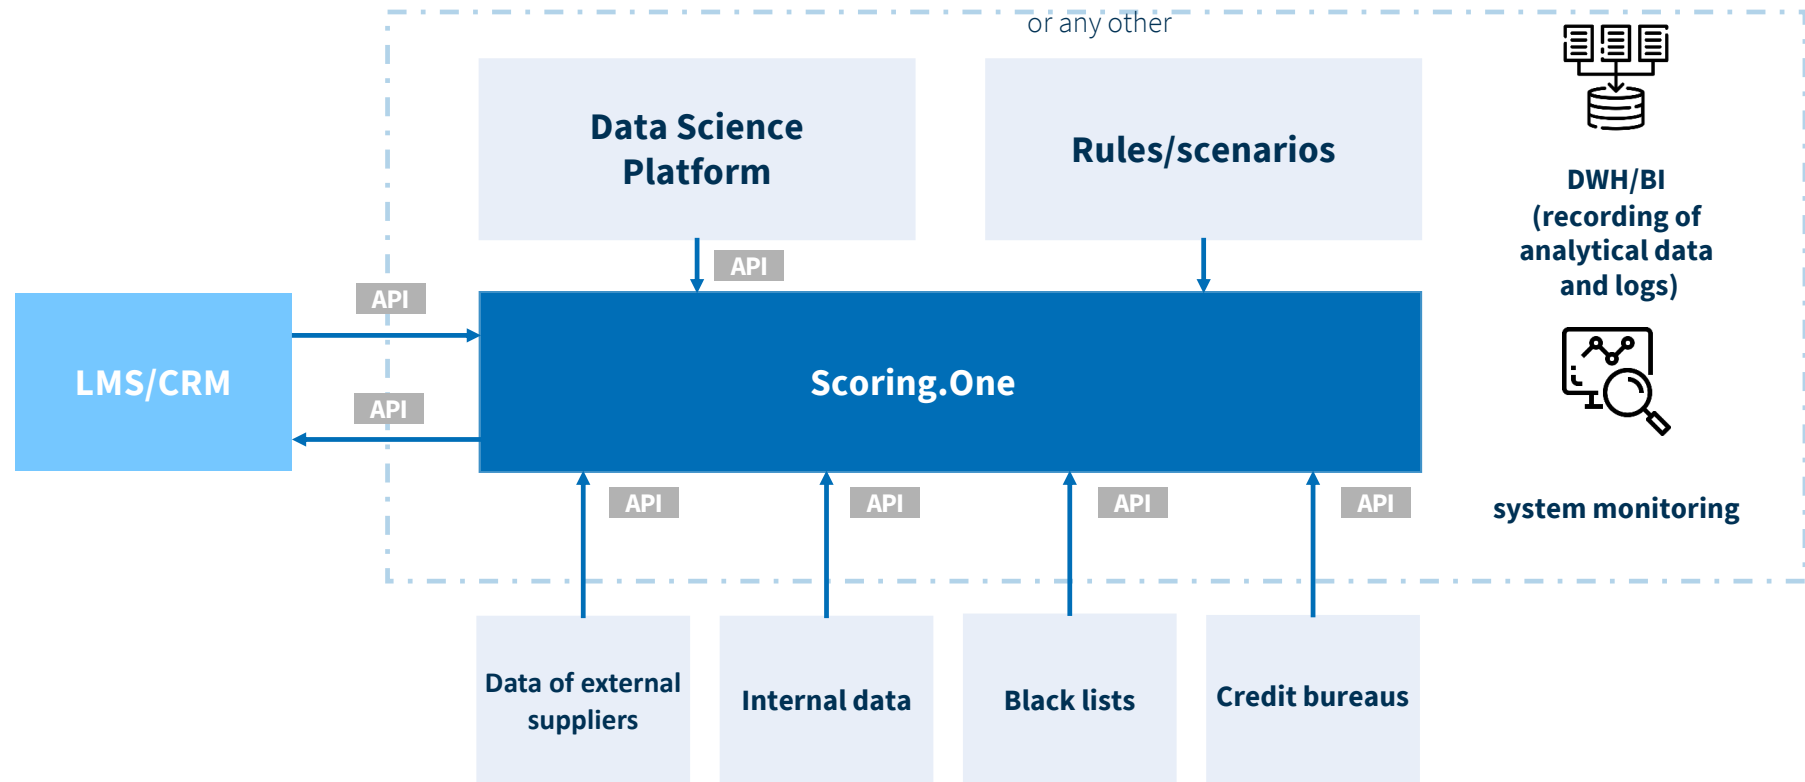 or any other
Data Science
Platform
Rules/scenarios
DWH/BI
(recording of
analytical data
and logs)
API
API
LMS/CRM
Scoring.One
API
API
API
API
API
system monitoring
Data of external
suppliers
Internal data
Black lists
Credit bureaus